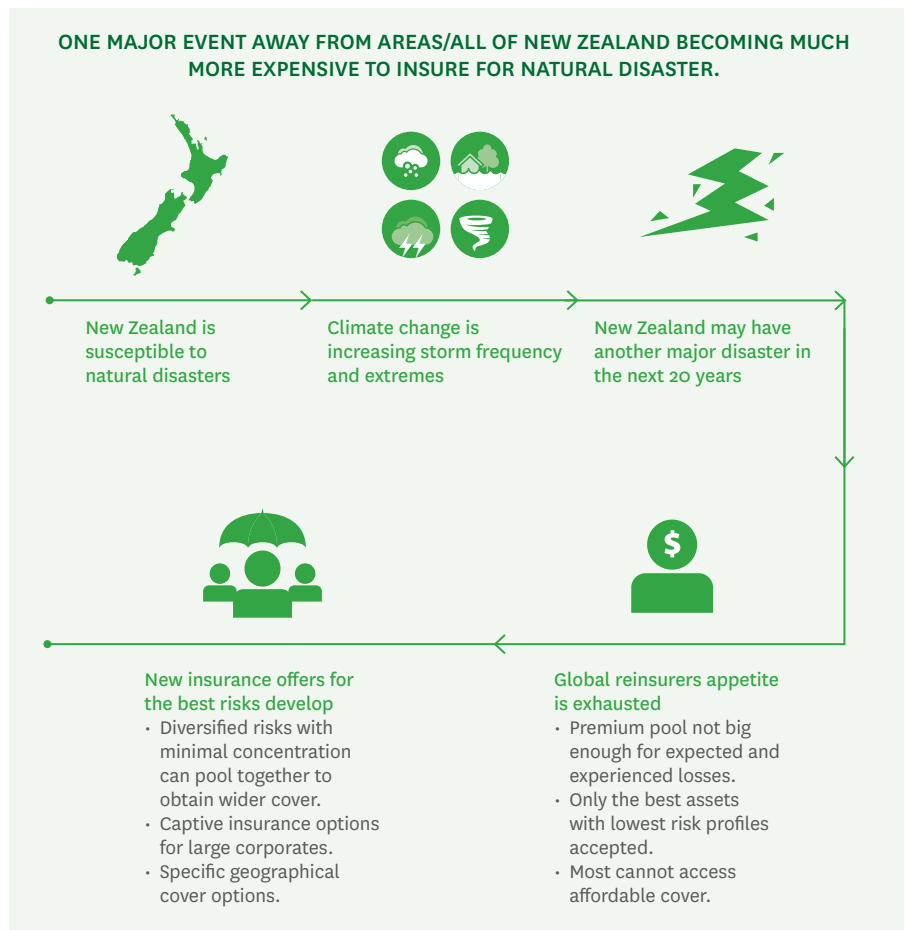 ONE MAJOR EVENT AWAY FROM AREAS/ALL OF NEW ZEALAND BECOMING MUCH
MORE EXPENSIVE TO INSURE FOR NATURAL DISASTER.
New Zealand is
susceptible to
natural disasters
Climate change is
increasing storm frequency
and extremes
New Zealand may have
another major disaster in
the next 20 years
$
Global reinsurers appetite
is exhausted
· Premium pool not big
enough for expected and
experienced losses.
· Only the best assets
with lowest risk profiles
accepted.
· Most cannot access
affordable cover.
New insurance offers for
the best risks develop
· Diversified risks with
minimal concentration
can pool together to
obtain wider cover.
· Captive insurance options
for large corporates.
· Specific geographical
cover options.